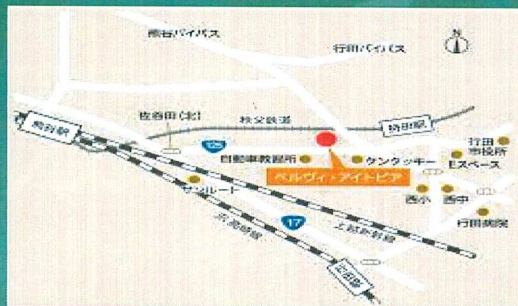 熊谷バイパス
行田バイパス
N
佐谷田(北)
秩父鉄道
持田駅
熊谷駅
125
自動車教習所
ケンタッキー
行田
市役所
Eスペース
ベルヴィ・アイトピア
サンルート
西小
西中
17
上越新幹線
行田病院
JR高崎線